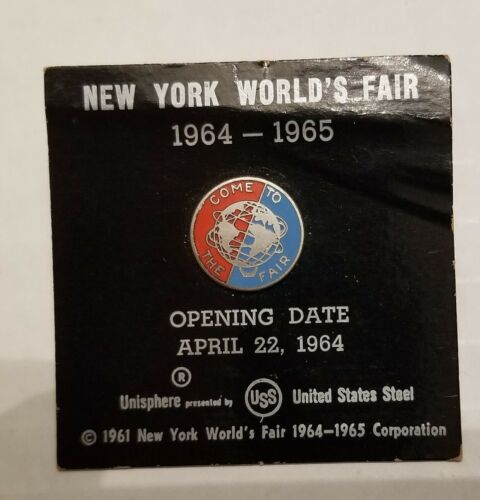 NEW YORK WORLD'S FAIR
1964 – 1965
COME TO
THE FAIR
OPENING DATE
APRIL 22, 1964
®
Unisphere presented by USS United States Steel
© 1961 New York World's Fair 1964–1965 Corporation